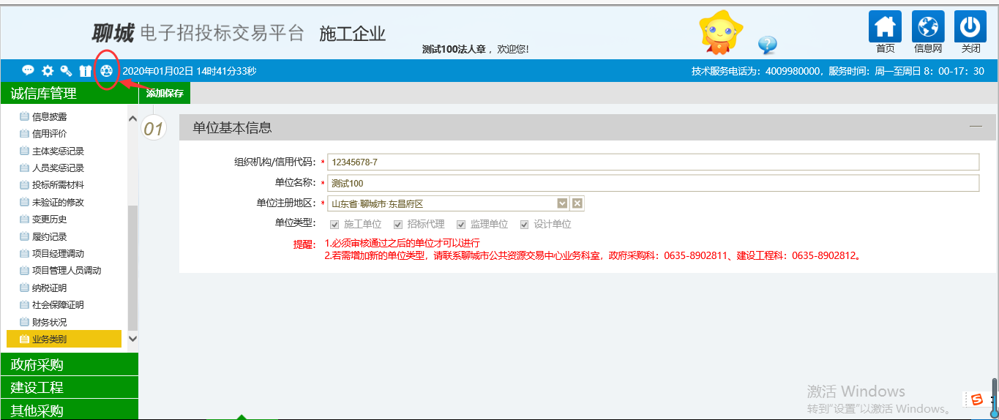 聊城 电子招投标交易平台 施工企业
测试100法人章 ，欢迎您!
首页 信息网 关闭
2020年01月02日 14时41分33秒
技术服务电话为：4009980000，服务时间：周一至周日 8：00-17：30
诚信库管理
添加保存
信息披露
信用评价
主体奖惩记录
人员奖惩记录
投标所需材料
未验证的修改
变更历史
履约记录
项目经理调动
项目管理人员调动
纳税证明
社会保障证明
财务状况
业务类别
政府采购
建设工程
其他采购
01 单位基本信息
组织机构/信用代码：* 12345678-7
单位名称：* 测试100
单位注册地区：* 山东省·聊城市·东昌府区
单位类型： 施工单位 招标代理 监理单位 设计单位
提醒： 1.必须审核通过之后的单位才可以进行
2.若需增加新的单位类型，请联系聊城市公共资源交易中心业务科室，政府采购科：0635-8902811、建设工程科：0635-8902812。
激活 Windows
转到"设置"以激活 Windows。